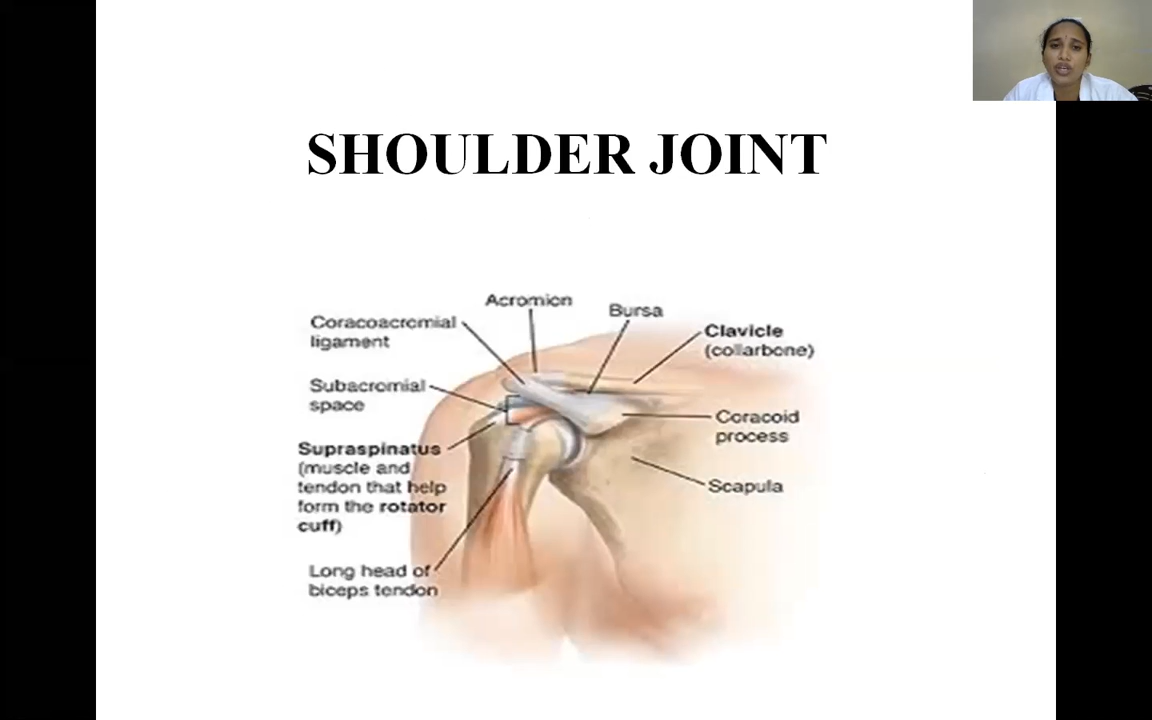 SHOULDER JOINT
Acromion
Bursa
Coracoacromial
ligament
Clavicle
(collarbone)
Subacromial
space
Coracoid
process
Supraspinatus
(muscle and
tendon that help
form the rotator
cuff)
Scapula
Long head of
biceps tendon